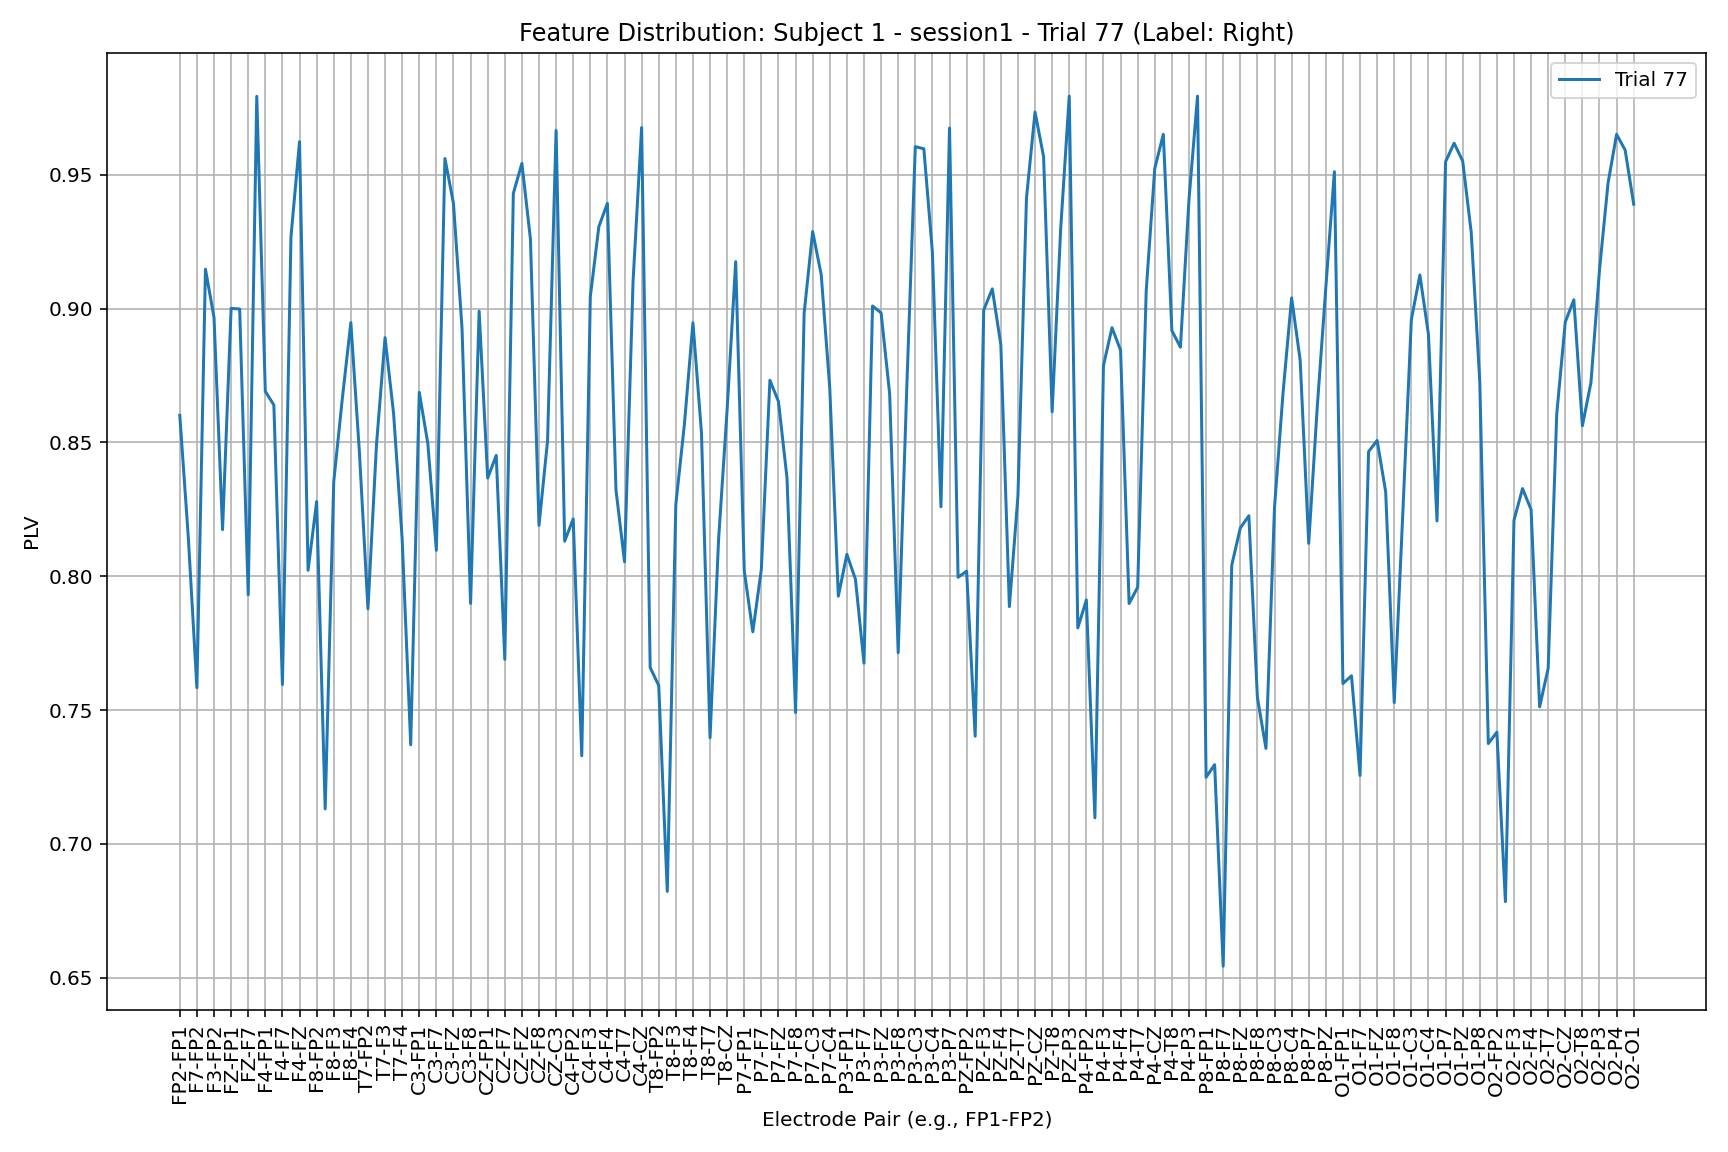 Feature Distribution: Subject 1 - session1 - Trial 77 (Label: Right)
Trial 77
PLV
0.95
0.90
0.85
0.80
0.75
0.70
0.65
FP2-FP1
F7-FP2
F3-FP2
FZ-FP1
FZ-F7
F4-FP1
F4-F7
F4-FZ
F8-FP2
F8-F3
F8-F4
T7-FP2
T7-F3
T7-F4
C3-FP1
C3-F7
C3-FZ
C3-F8
CZ-FP1
CZ-F7
CZ-FZ
CZ-F8
CZ-C3
C4-FP2
C4-F3
C4-F4
C4-T7
C4-CZ
T8-FP2
T8-F3
T8-F4
T8-T7
T8-CZ
P7-FP1
P7-F7
P7-FZ
P7-F8
P7-C3
P7-C4
P3-FP1
P3-F7
P3-FZ
P3-F8
P3-C3
P3-C4
P3-P7
PZ-FP2
PZ-F3
PZ-F4
PZ-T7
PZ-CZ
PZ-T8
PZ-P3
P4-FP2
P4-F3
P4-F4
P4-T7
P4-CZ
P4-T8
P4-P3
P8-FP1
P8-F7
P8-FZ
P8-F8
P8-C3
P8-C4
P8-P7
P8-PZ
O1-FP1
O1-F7
O1-FZ
O1-F8
O1-C3
O1-C4
O1-P7
O1-PZ
O1-P8
O2-FP2
O2-F3
O2-F4
O2-T7
O2-CZ
O2-T8
O2-P3
O2-P4
O2-O1
Electrode Pair (e.g., FP1-FP2)